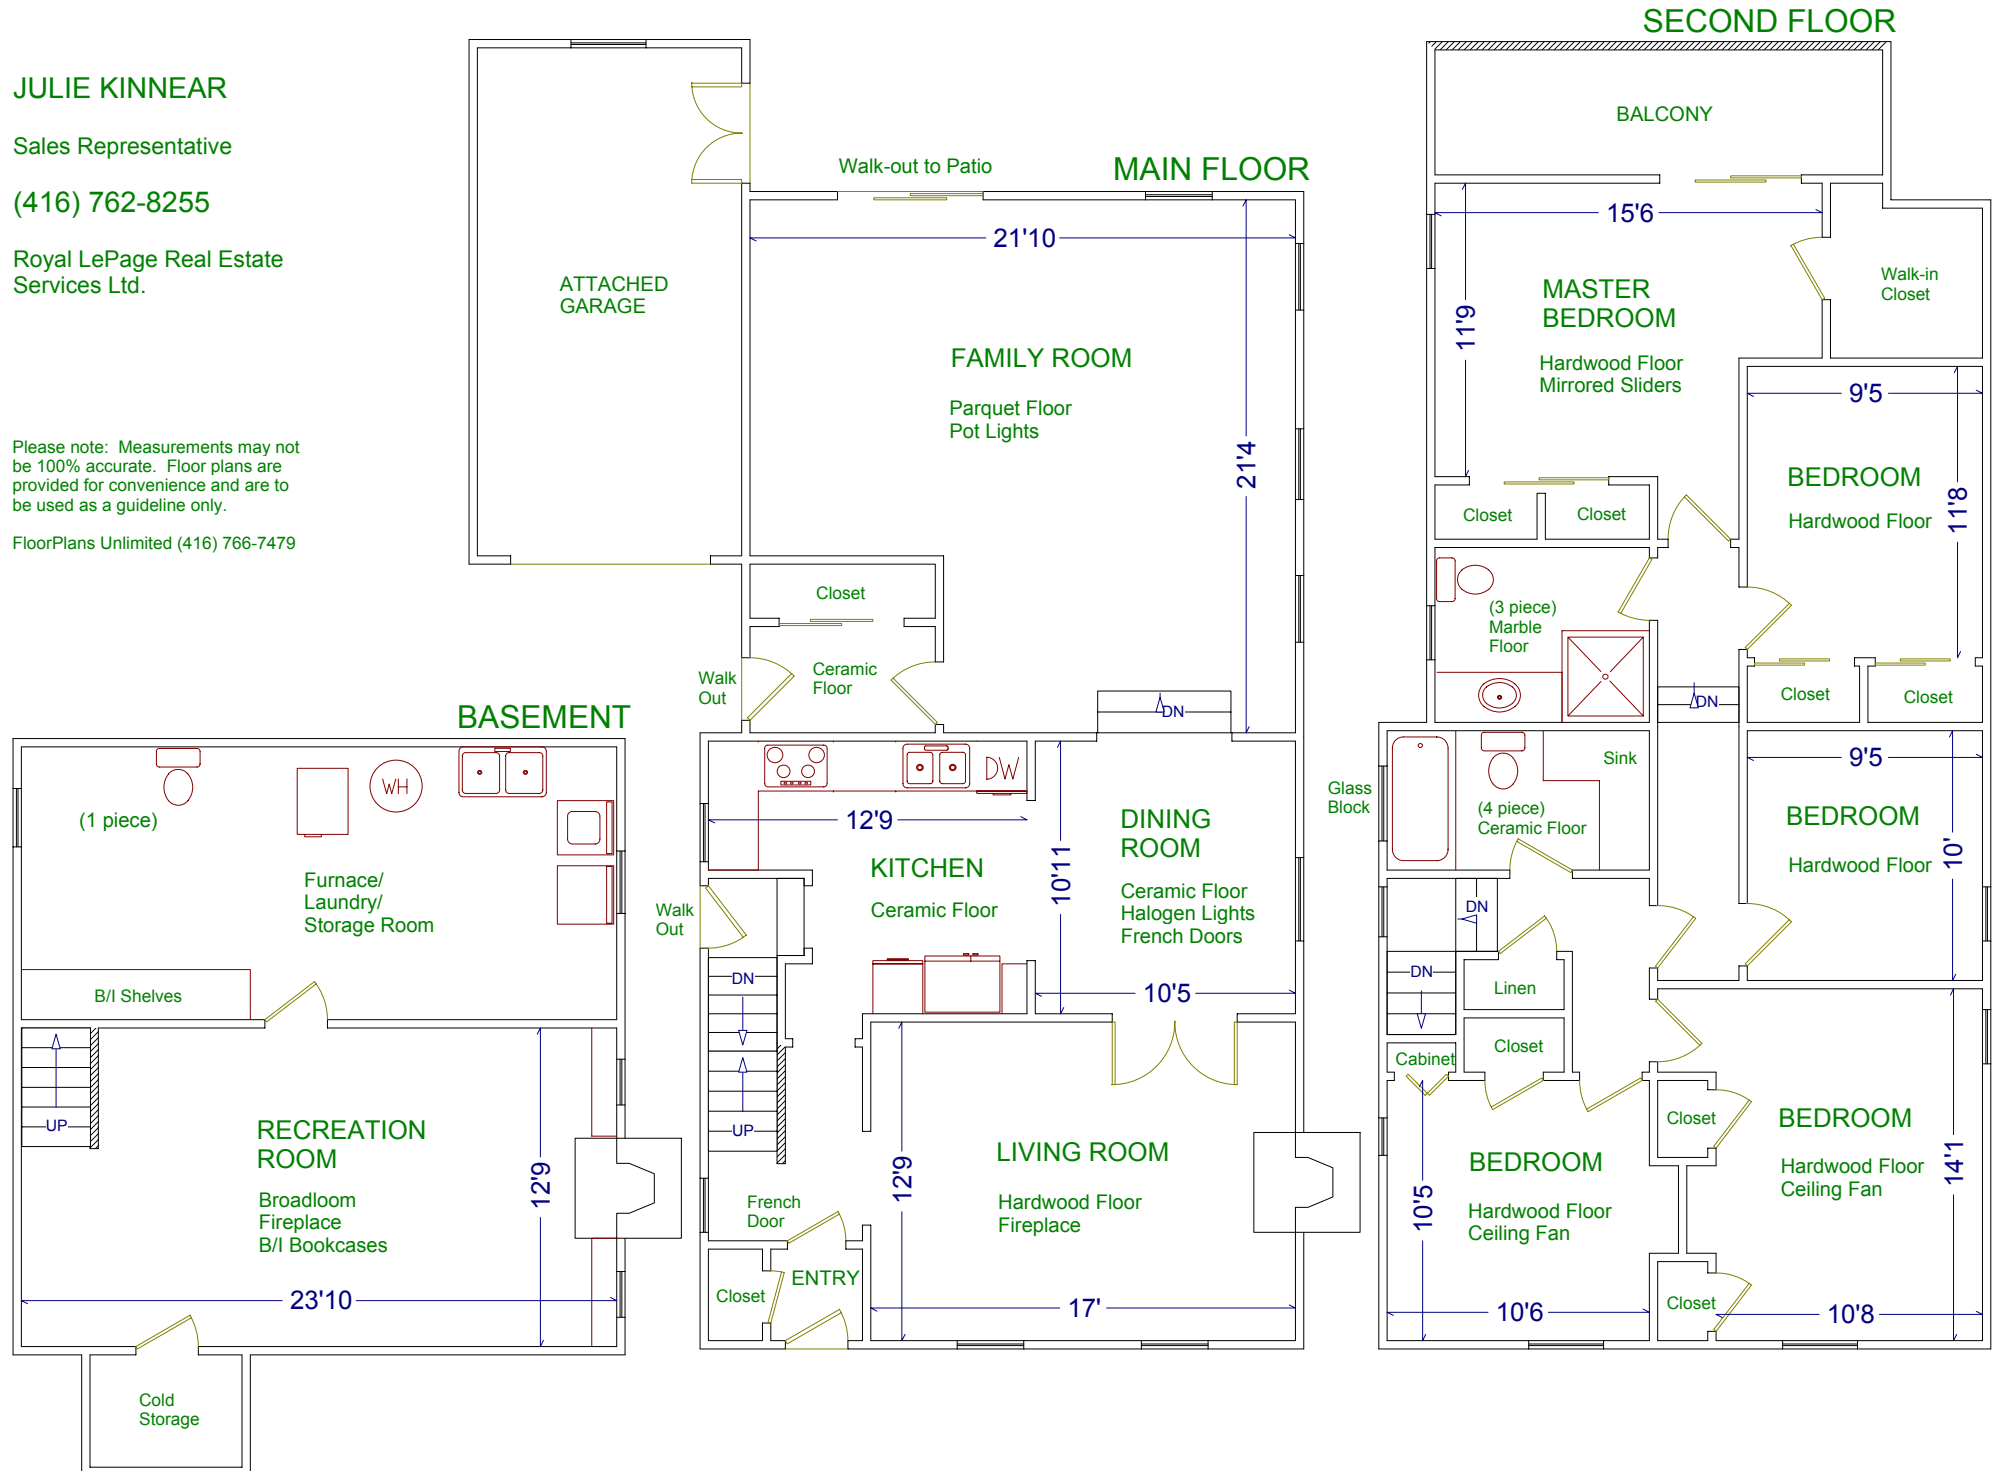 JULIE KINNEAR
Sales Representative
(416) 762-8255
Royal LePage Real Estate
Services Ltd.
Please note: Measurements may not
be 100% accurate. Floor plans are
provided for convenience and are to
be used as a guideline only.
FloorPlans Unlimited (416) 766-7479
BASEMENT
(1 piece)
WH
Furnace/
Laundry/
Storage Room
B/I Shelves
UP
RECREATION
ROOM
Broadloom
Fireplace
B/I Bookcases
12'9
23'10
Cold
Storage
MAIN FLOOR
Walk-out to Patio
ATTACHED
GARAGE
21'10
FAMILY ROOM
Parquet Floor
Pot Lights
21'4
Closet
Walk
Out
Ceramic
Floor
DN
DW
12'9
KITCHEN
Ceramic Floor
10'11
DINING
ROOM
Ceramic Floor
Halogen Lights
French Doors
10'5
Walk
Out
DN
UP
LIVING ROOM
Hardwood Floor
Fireplace
12'9
17'
French
Door
ENTRY
Closet
SECOND FLOOR
BALCONY
15'6
MASTER
BEDROOM
Hardwood Floor
Mirrored Sliders
11'9
Walk-in
Closet
Closet
Closet
9'5
BEDROOM
Hardwood Floor
11'8
(3 piece)
Marble
Floor
Closet
Closet
DN
Glass
Block
Sink
(4 piece)
Ceramic Floor
9'5
BEDROOM
Hardwood Floor
10'
DN
DN
Linen
Closet
Cabinet
BEDROOM
Hardwood Floor
Ceiling Fan
10'5
10'6
Closet
BEDROOM
Hardwood Floor
Ceiling Fan
14'1
Closet
10'8